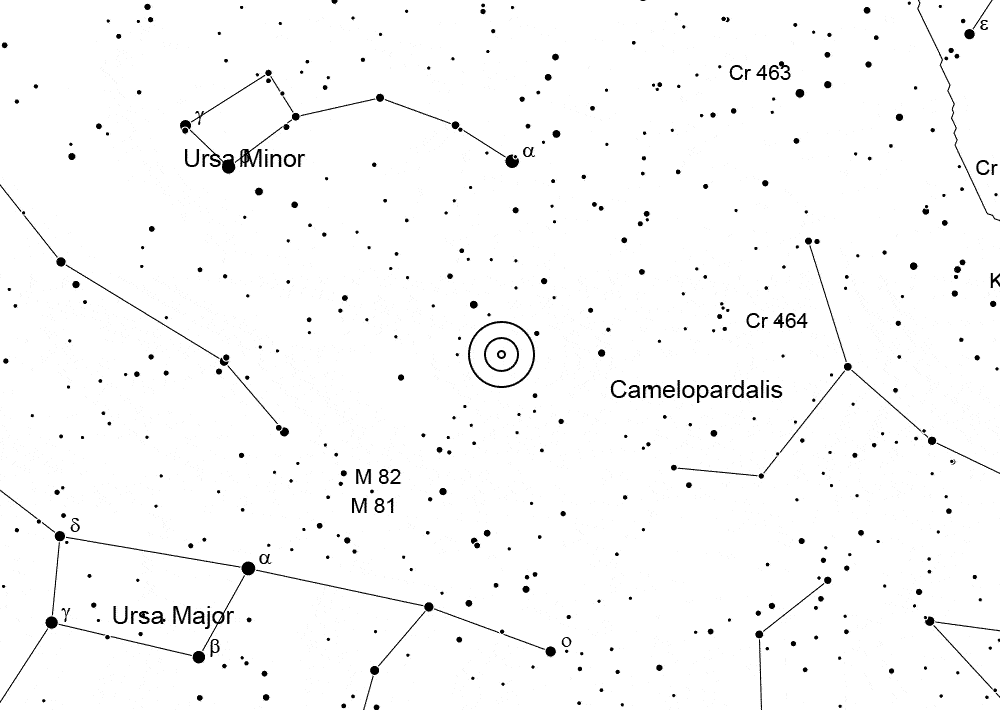 ε
Cr 463
γ
α
β
Ursa Minor
Cr
K
Cr 464
Camelopardalis
M 82
M 81
δ
α
γ
Ursa Major
β
ο